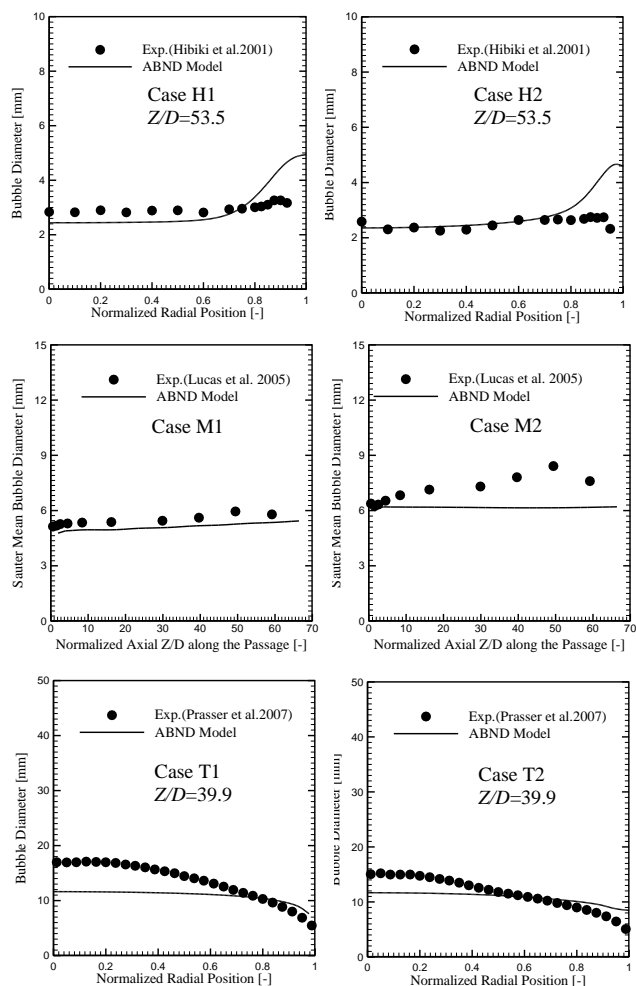 10
8
6
4
2
0
Bubble Diameter [mm]
Exp.(Hibiki et al.2001)
ABND Model
Case H1
Z/D=53.5
0 0.2 0.4 0.6 0.8 1
Normalized Radial Position [-]
10
8
6
4
2
0
Bubble Diameter [mm]
Exp.(Hibiki et al.2001)
ABND Model
Case H2
Z/D=53.5
0 0.2 0.4 0.6 0.8 1
Normalized Radial Position [-]
15
12
9
6
3
0
Sauter Mean Bubble Diameter [mm]
Exp.(Lucas et al. 2005)
ABND Model
Case M1
0 10 20 30 40 50 60 70
Normalized Axial Z/D along the Passage [-]
15
12
9
6
3
0
Sauter Mean Bubble Diameter [mm]
Exp.(Lucas et al. 2005)
ABND Model
Case M2
0 10 20 30 40 50 60 70
Normalized Axial Z/D along the Passage [-]
50
40
30
20
10
0
Bubble Diameter [mm]
Exp.(Prasser et al.2007)
ABND Model
Case T1
Z/D=39.9
0 0.2 0.4 0.6 0.8 1
Normalized Radial Position [-]
50
40
30
20
10
0
Bubble Diameter [mm]
Exp.(Prasser et al.2007)
ABND Model
Case T2
Z/D=39.9
0 0.2 0.4 0.6 0.8 1
Normalized Radial Position [-]